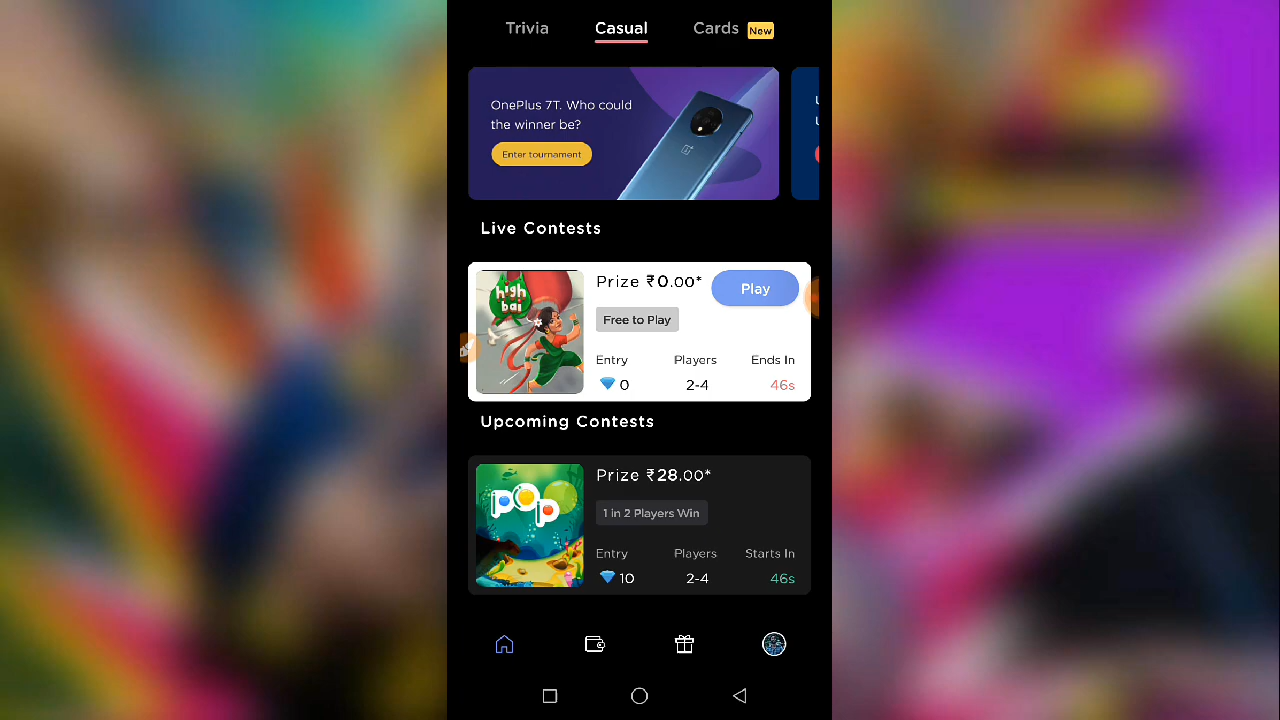 Trivia
Casual
Cards
New
OnePlus 7T. Who could
the winner be?
Enter tournament
Live Contests
high
bai
Prize ₹0.00*
Play
Free to Play
Entry
Players
Ends In
0
2-4
46s
Upcoming Contests
pop
Prize ₹28.00*
1 in 2 Players Win
Entry
Players
Starts In
10
2-4
46s